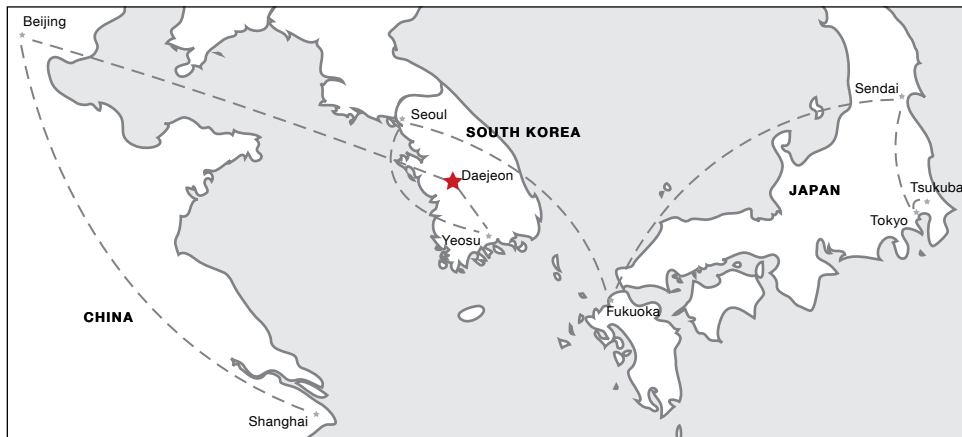 Beijing
Sendai
Seoul
SOUTH KOREA
Daejeon
JAPAN
Tsukuba
Tokyo
Yeosu
Fukuoka
CHINA
Shanghai